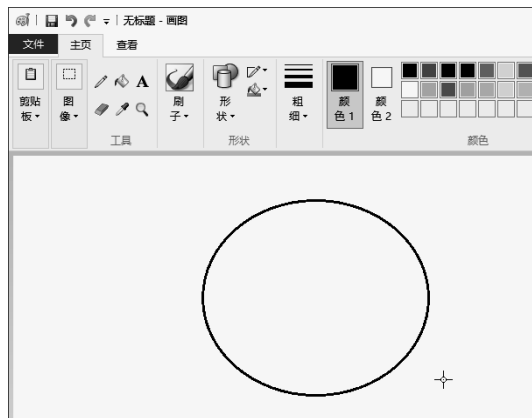 无标题 - 画图
文件 主页 查看
剪贴板 图像 A 刷子 形状 粗细 颜色 1 颜色 2
工具 形状 颜色